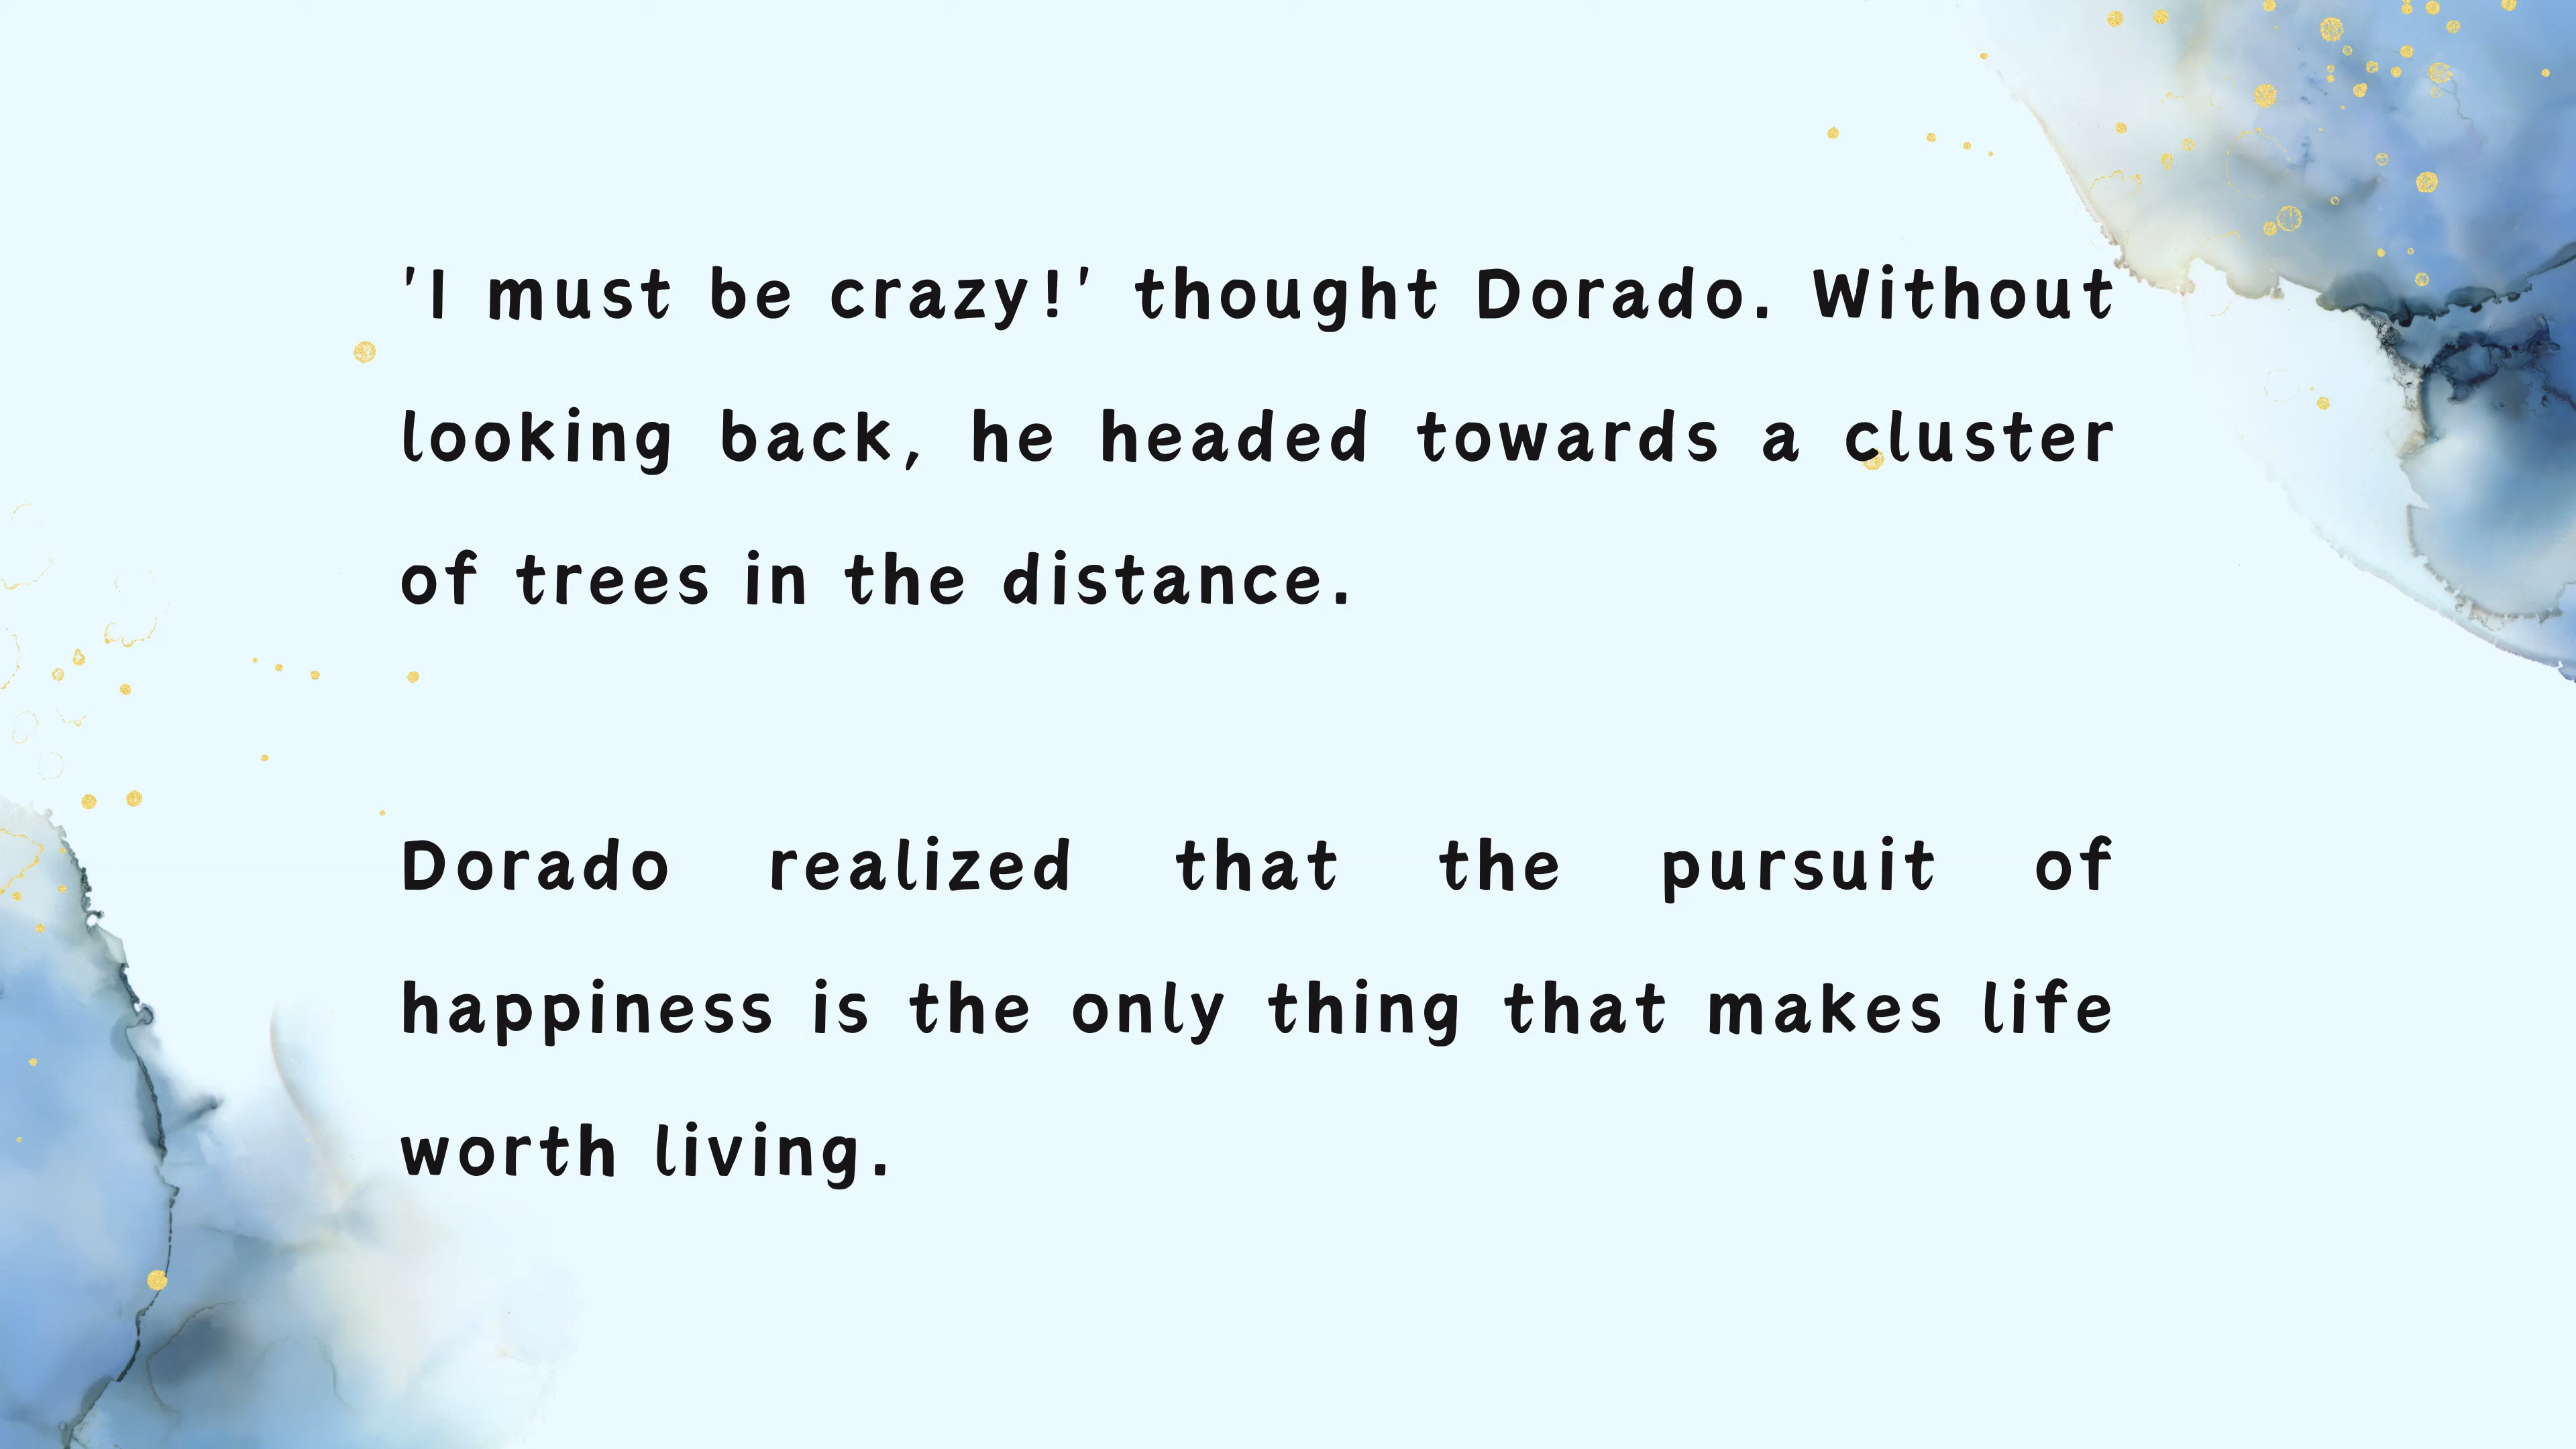 'I must be crazy!' thought Dorado. Without
looking back, he headed towards a cluster
of trees in the distance.
Dorado realized that the pursuit of
happiness is the only thing that makes life
worth living.